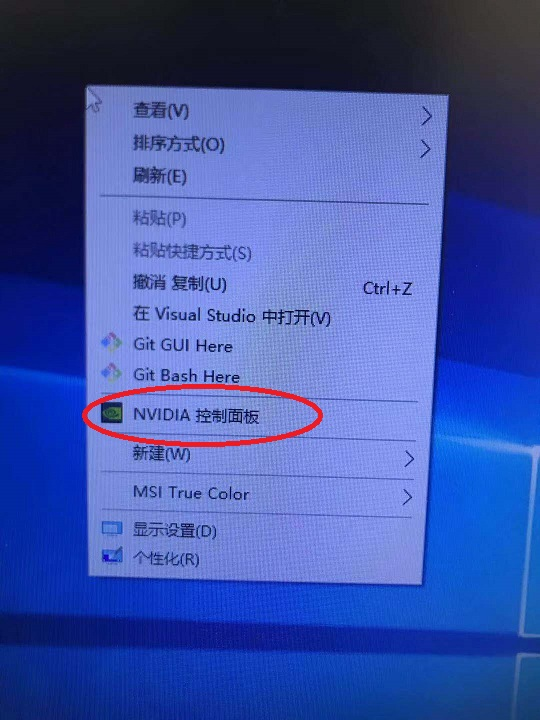 查看(V)
排序方式(O)
刷新(E)
粘贴(P)
粘贴快捷方式(S)
撤消 复制(U) Ctrl+Z
在 Visual Studio 中打开(V)
Git GUI Here
Git Bash Here
NVIDIA 控制面板
新建(W)
MSI True Color
显示设置(D)
个性化(R)